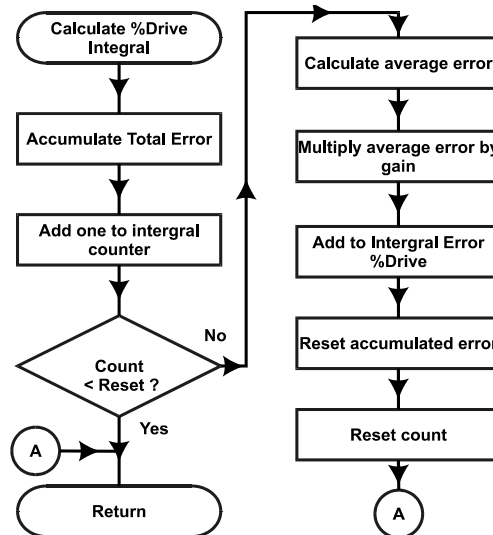 Calculate %Drive
Integral
Accumulate Total Error
Add one to intergral
counter
Count
< Reset ?
No
Yes
A
Return
Calculate average error
Multiply average error by
gain
Add to Intergral Error
%Drive
Reset accumulated error
Reset count
A